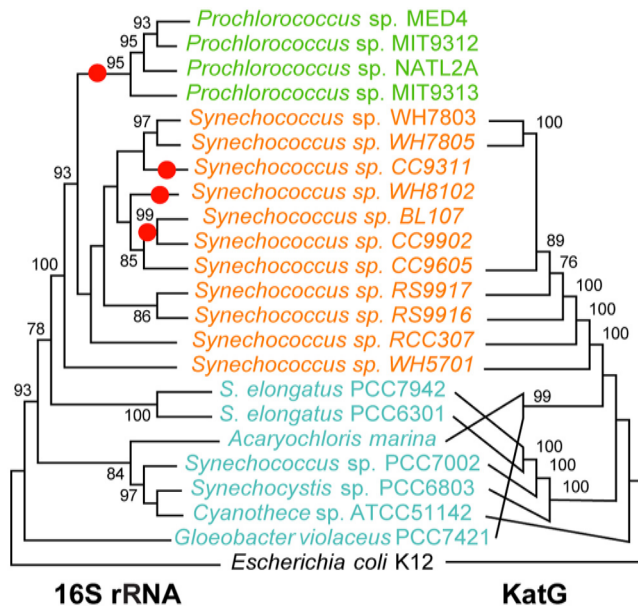 93
Prochlorococcus sp. MED4
95
Prochlorococcus sp. MIT9312
95
Prochlorococcus sp. NATL2A
Prochlorococcus sp. MIT9313
97
Synechococcus sp. WH7803
100
Synechococcus sp. WH7805
93
Synechococcus sp. CC9311
Synechococcus sp. WH8102
99
Synechococcus sp. BL107
Synechococcus sp. CC9902
89
85
Synechococcus sp. CC9605
76
100
Synechococcus sp. RS9917
100
86
Synechococcus sp. RS9916
100
78
Synechococcus sp. RCC307
100
Synechococcus sp. WH5701
93
S. elongatus PCC7942
99
100
S. elongatus PCC6301
Acaryochloris marina
100
84
Synechococcus sp. PCC7002
100
97
Synechocystis sp. PCC6803
100
Cyanothece sp. ATCC51142
Gloeobacter violaceus PCC7421
Escherichia coli K12
16S rRNA
KatG